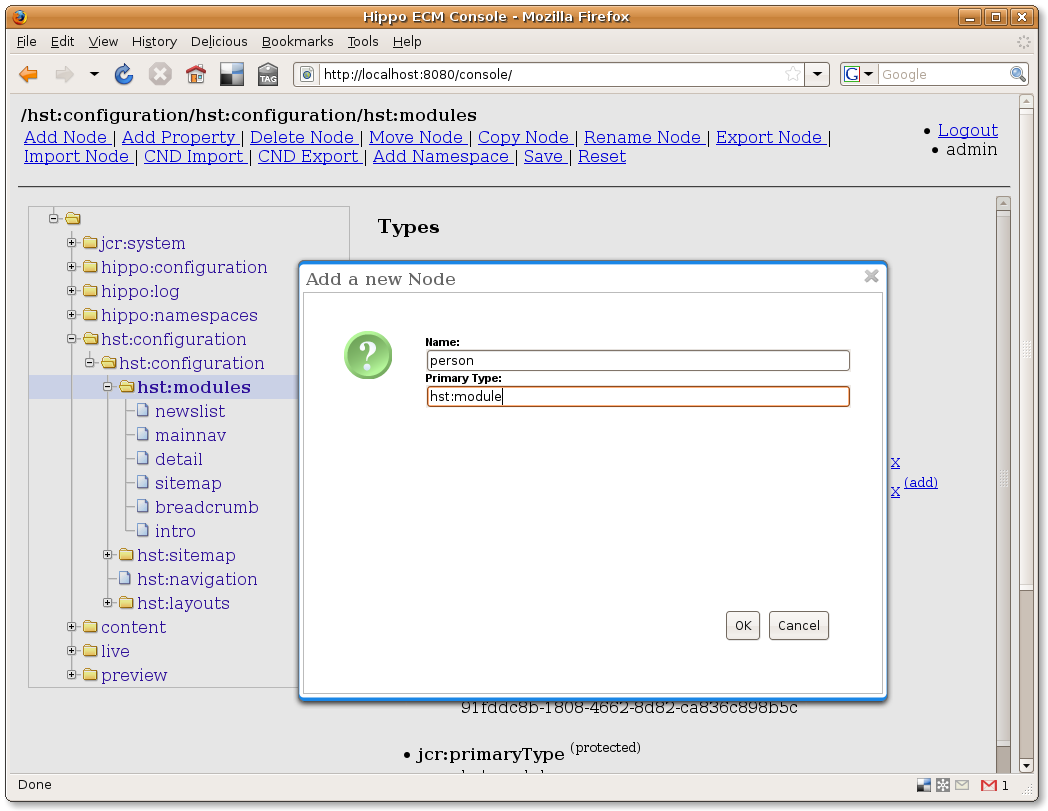 Hippo ECM Console - Mozilla Firefox
File Edit View History Delicious Bookmarks Tools Help
TAG http://localhost:8080/console/ G Google
/hst:configuration/hst:configuration/hst:modules
Add Node | Add Property | Delete Node | Move Node | Copy Node | Rename Node | Export Node |
Import Node | CND Import | CND Export | Add Namespace | Save | Reset
• Logout
• admin
Types
jcr:system
hippo:configuration
hippo:log
hippo:namespaces
hst:configuration
hst:configuration
hst:modules
newslist
mainnav
detail
sitemap
breadcrumb
intro
hst:sitemap
hst:navigation
hst:layouts
content
live
preview
Add a new Node
?
Name:
person
Primary Type:
hst:module
OK Cancel
x
x (add)
91fddc8b-1808-4662-8d82-ca836c898b5c
• jcr:primaryType (protected)
Done
1